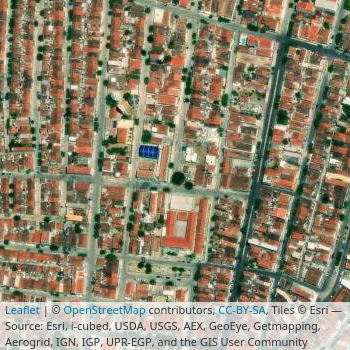 Leaflet | © OpenStreetMap contributors, CC-BY-SA, Tiles © Esri —
Source: Esri, i-cubed, USDA, USGS, AEX, GeoEye, Getmapping,
Aerogrid, IGN, IGP, UPR-EGP, and the GIS User Community